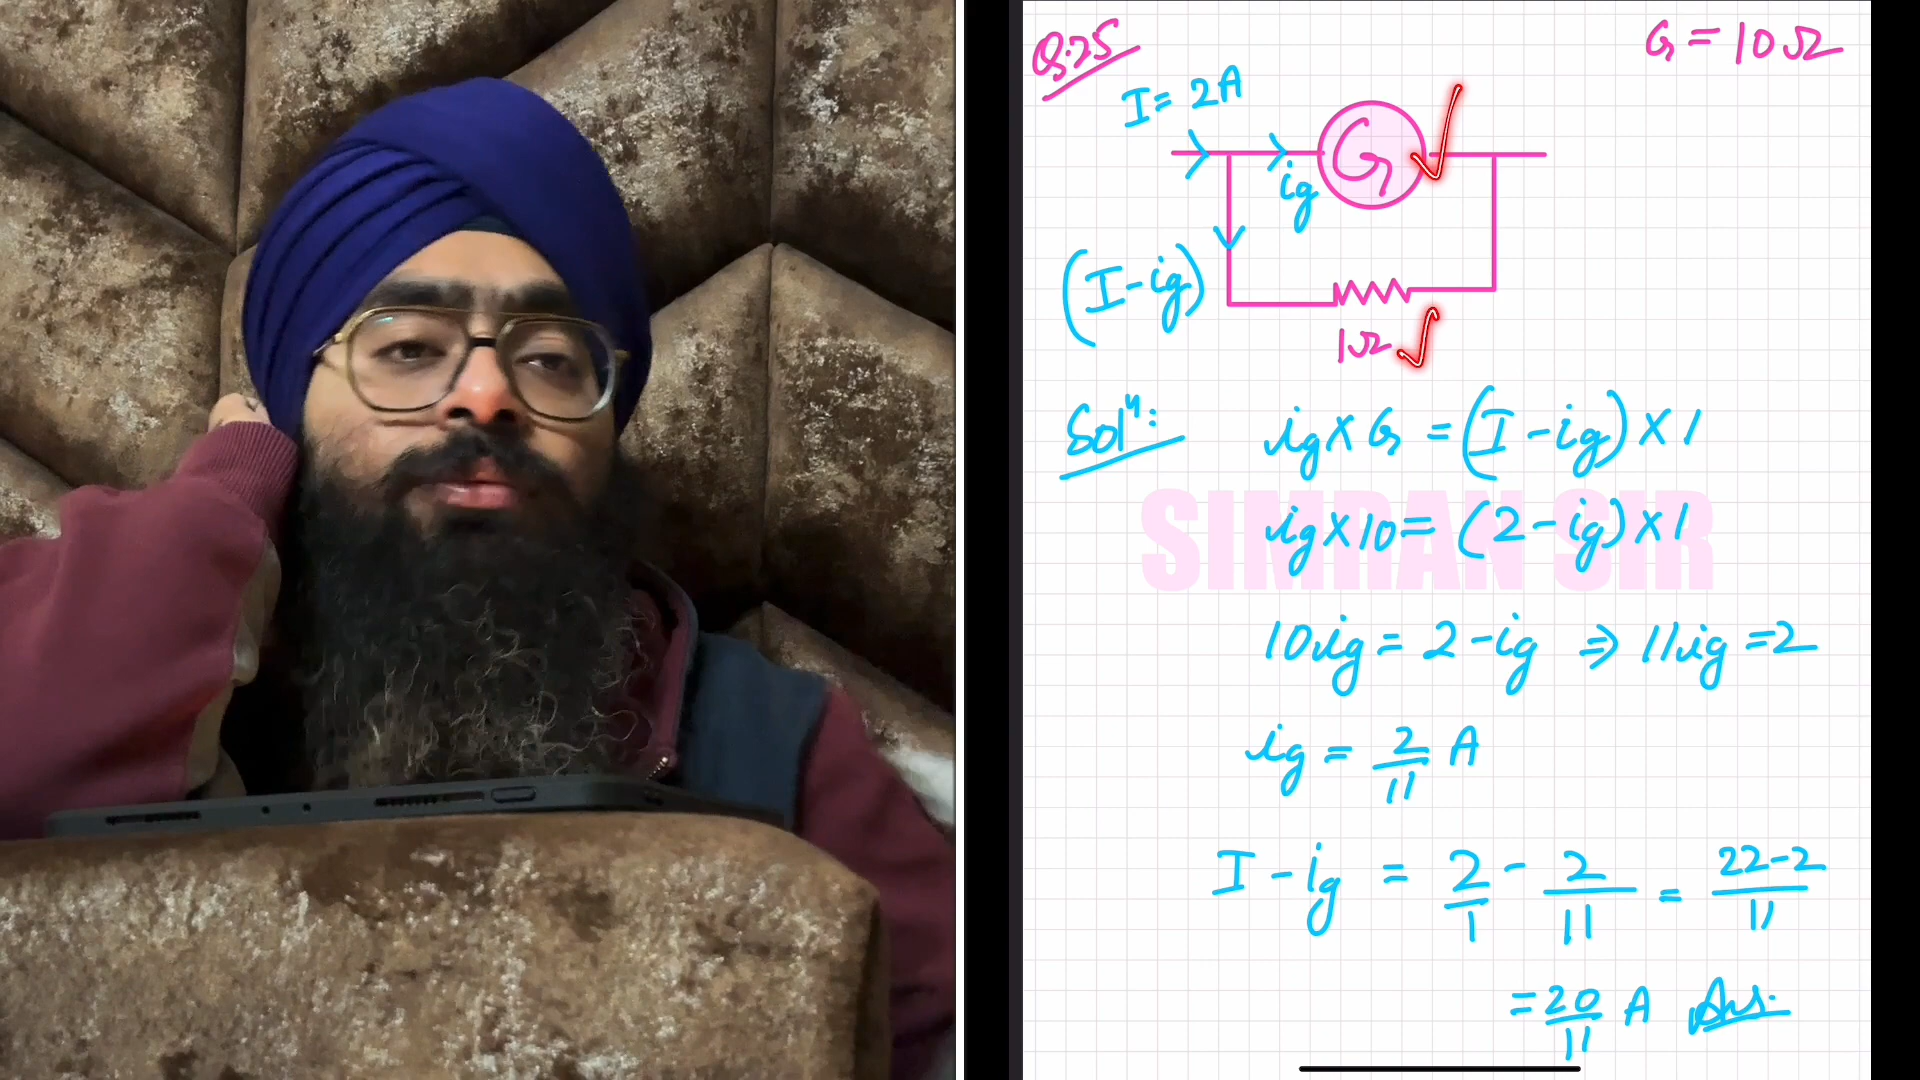 Q.25
G = 10Ω
I = 2A
G
ig
(I - ig)
1Ω
Solⁿ:
ig × G = (I - ig) × 1
SIMRAN SIR
ig × 10 = (2 - ig) × 1
10ig = 2 - ig ⇒ 11ig = 2
ig = 2/11 A
I - ig = 2/1 - 2/11 = 22-2/11
= 20/11 A Ans.